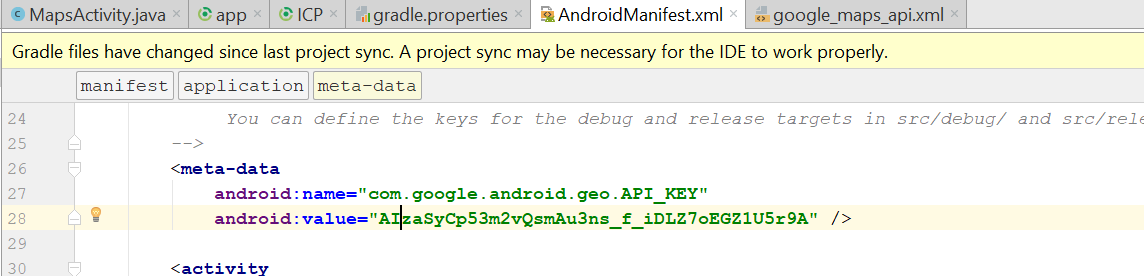 MapsActivity.java × app × ICP × gradle.properties × AndroidManifest.xml × google_maps_api.xml ×
Gradle files have changed since last project sync. A project sync may be necessary for the IDE to work properly.
manifest application meta-data
24 You can define the keys for the debug and release targets in src/debug/ and src/rele
25 -->
26 <meta-data
27 android:name="com.google.android.geo.API_KEY"
28 android:value="AIzaSyCp53m2vQsmAu3ns_f_iDLZ7oEGZ1U5r9A" />
29
30 <activity